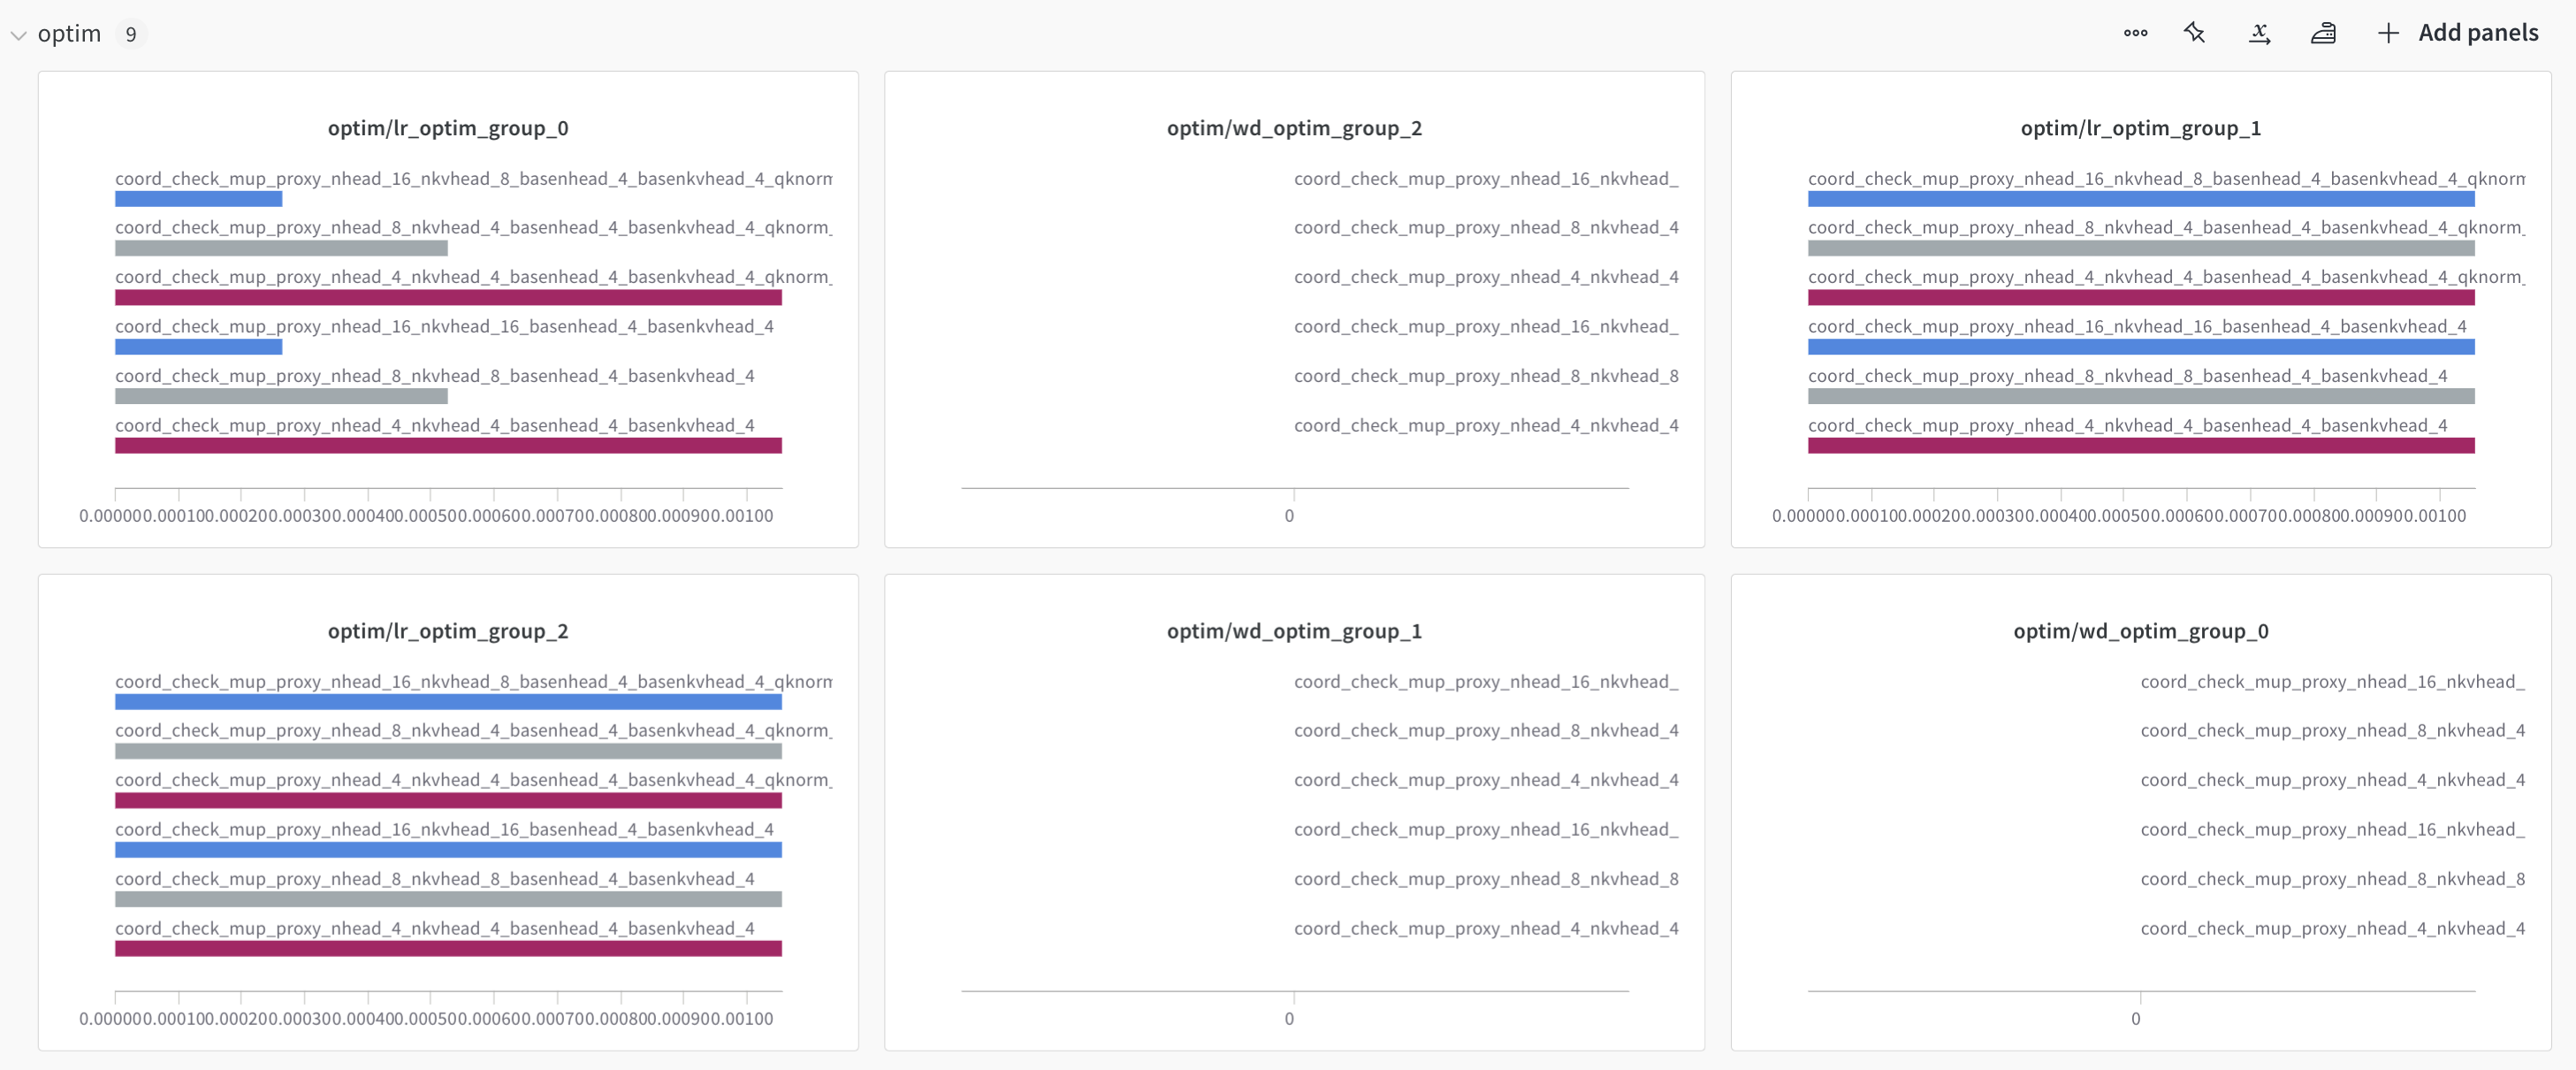 optim 9
Add panels
optim/lr_optim_group_0
coord_check_mup_proxy_nhead_16_nkvhead_8_basenhead_4_basenkvhead_4_qknorm
coord_check_mup_proxy_nhead_8_nkvhead_4_basenhead_4_basenkvhead_4_qknorm_
coord_check_mup_proxy_nhead_4_nkvhead_4_basenhead_4_basenkvhead_4_qknorm_
coord_check_mup_proxy_nhead_16_nkvhead_16_basenhead_4_basenkvhead_4
coord_check_mup_proxy_nhead_8_nkvhead_8_basenhead_4_basenkvhead_4
coord_check_mup_proxy_nhead_4_nkvhead_4_basenhead_4_basenkvhead_4
0.000000.000100.000200.000300.000400.000500.000600.000700.000800.000900.00100
optim/wd_optim_group_2
coord_check_mup_proxy_nhead_16_nkvhead_
coord_check_mup_proxy_nhead_8_nkvhead_4
coord_check_mup_proxy_nhead_4_nkvhead_4
coord_check_mup_proxy_nhead_16_nkvhead_
coord_check_mup_proxy_nhead_8_nkvhead_8
coord_check_mup_proxy_nhead_4_nkvhead_4
0
optim/lr_optim_group_1
coord_check_mup_proxy_nhead_16_nkvhead_8_basenhead_4_basenkvhead_4_qknorm
coord_check_mup_proxy_nhead_8_nkvhead_4_basenhead_4_basenkvhead_4_qknorm_
coord_check_mup_proxy_nhead_4_nkvhead_4_basenhead_4_basenkvhead_4_qknorm_
coord_check_mup_proxy_nhead_16_nkvhead_16_basenhead_4_basenkvhead_4
coord_check_mup_proxy_nhead_8_nkvhead_8_basenhead_4_basenkvhead_4
coord_check_mup_proxy_nhead_4_nkvhead_4_basenhead_4_basenkvhead_4
0.000000.000100.000200.000300.000400.000500.000600.000700.000800.000900.00100
optim/lr_optim_group_2
coord_check_mup_proxy_nhead_16_nkvhead_8_basenhead_4_basenkvhead_4_qknorm
coord_check_mup_proxy_nhead_8_nkvhead_4_basenhead_4_basenkvhead_4_qknorm_
coord_check_mup_proxy_nhead_4_nkvhead_4_basenhead_4_basenkvhead_4_qknorm_
coord_check_mup_proxy_nhead_16_nkvhead_16_basenhead_4_basenkvhead_4
coord_check_mup_proxy_nhead_8_nkvhead_8_basenhead_4_basenkvhead_4
coord_check_mup_proxy_nhead_4_nkvhead_4_basenhead_4_basenkvhead_4
0.000000.000100.000200.000300.000400.000500.000600.000700.000800.000900.00100
optim/wd_optim_group_1
coord_check_mup_proxy_nhead_16_nkvhead_
coord_check_mup_proxy_nhead_8_nkvhead_4
coord_check_mup_proxy_nhead_4_nkvhead_4
coord_check_mup_proxy_nhead_16_nkvhead_
coord_check_mup_proxy_nhead_8_nkvhead_8
coord_check_mup_proxy_nhead_4_nkvhead_4
0
optim/wd_optim_group_0
coord_check_mup_proxy_nhead_16_nkvhead_
coord_check_mup_proxy_nhead_8_nkvhead_4
coord_check_mup_proxy_nhead_4_nkvhead_4
coord_check_mup_proxy_nhead_16_nkvhead_
coord_check_mup_proxy_nhead_8_nkvhead_8
coord_check_mup_proxy_nhead_4_nkvhead_4
0